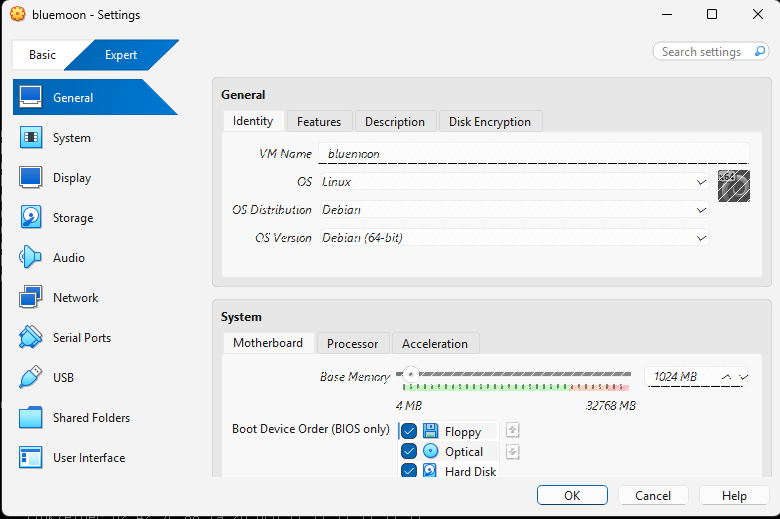 bluemoon - Settings
Basic
Expert
Search settings
General
System
Display
Storage
Audio
Network
Serial Ports
USB
Shared Folders
User Interface
General
Identity
Features
Description
Disk Encryption
VM Name bluemoon
OS Linux
OS Distribution Debian
OS Version Debian (64-bit)
System
Motherboard
Processor
Acceleration
Base Memory
1024 MB
4 MB
32768 MB
Boot Device Order (BIOS only)
Floppy
Optical
Hard Disk
OK
Cancel
Help